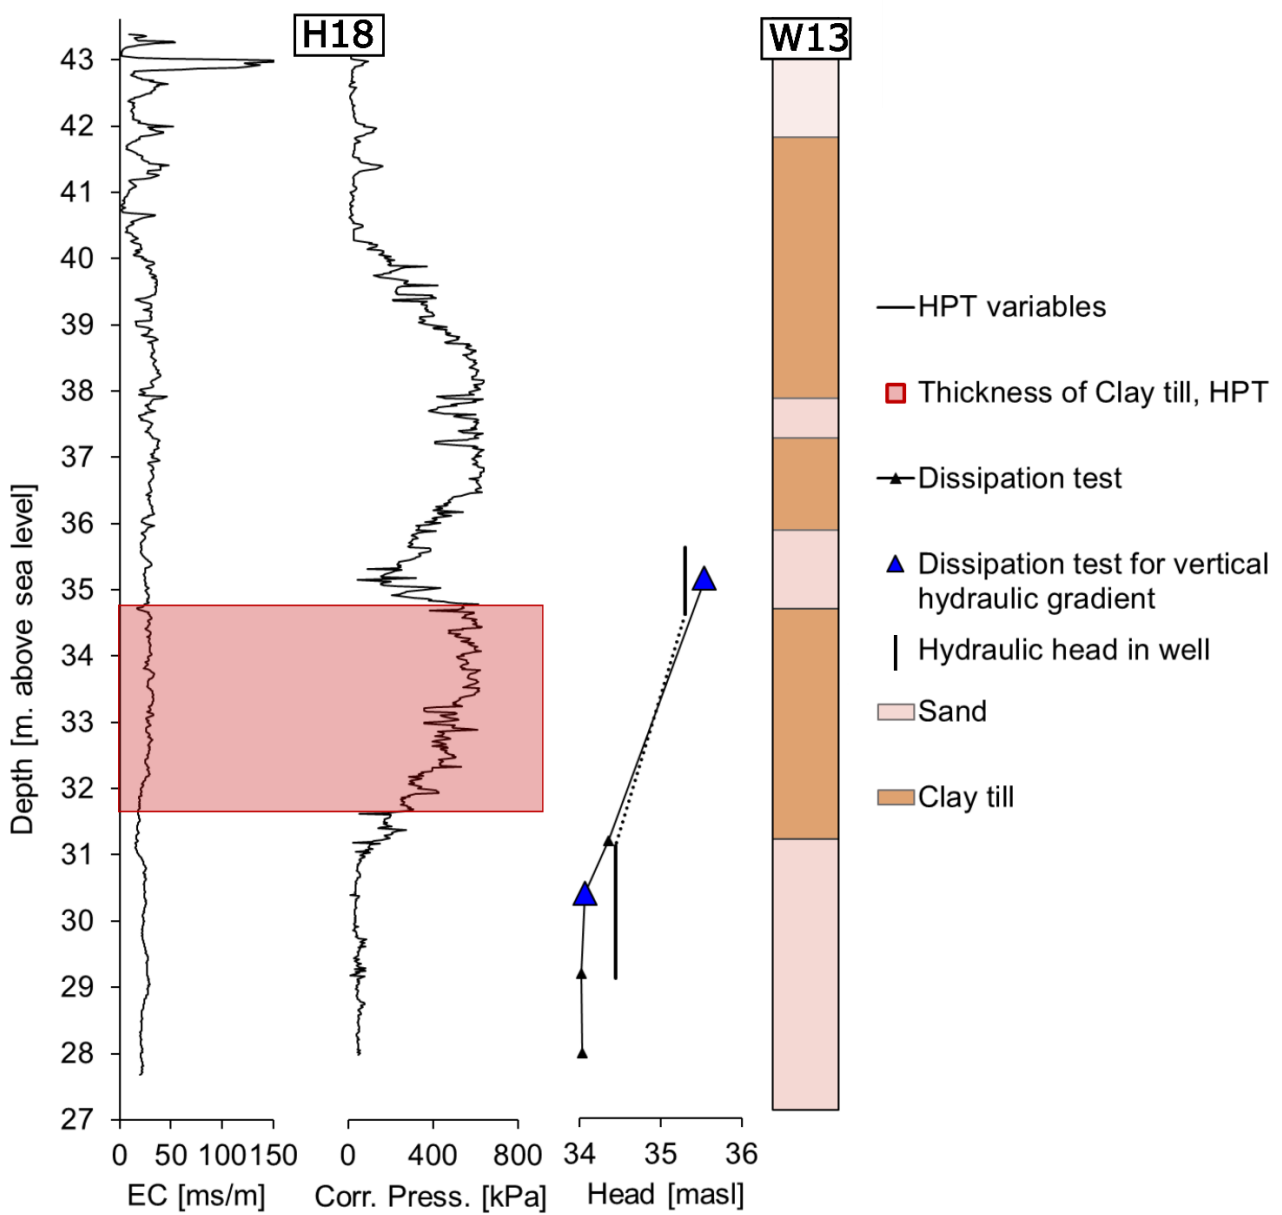 H18
W13
43
42
41
40
39
38
37
36
35
34
33
32
31
30
29
28
27
Depth [m. above sea level]
0 50 100 150
EC [ms/m]
0 400 800
Corr. Press. [kPa]
34 35 36
Head [masl]
HPT variables
Thickness of Clay till, HPT
Dissipation test
Dissipation test for vertical
hydraulic gradient
Hydraulic head in well
Sand
Clay till